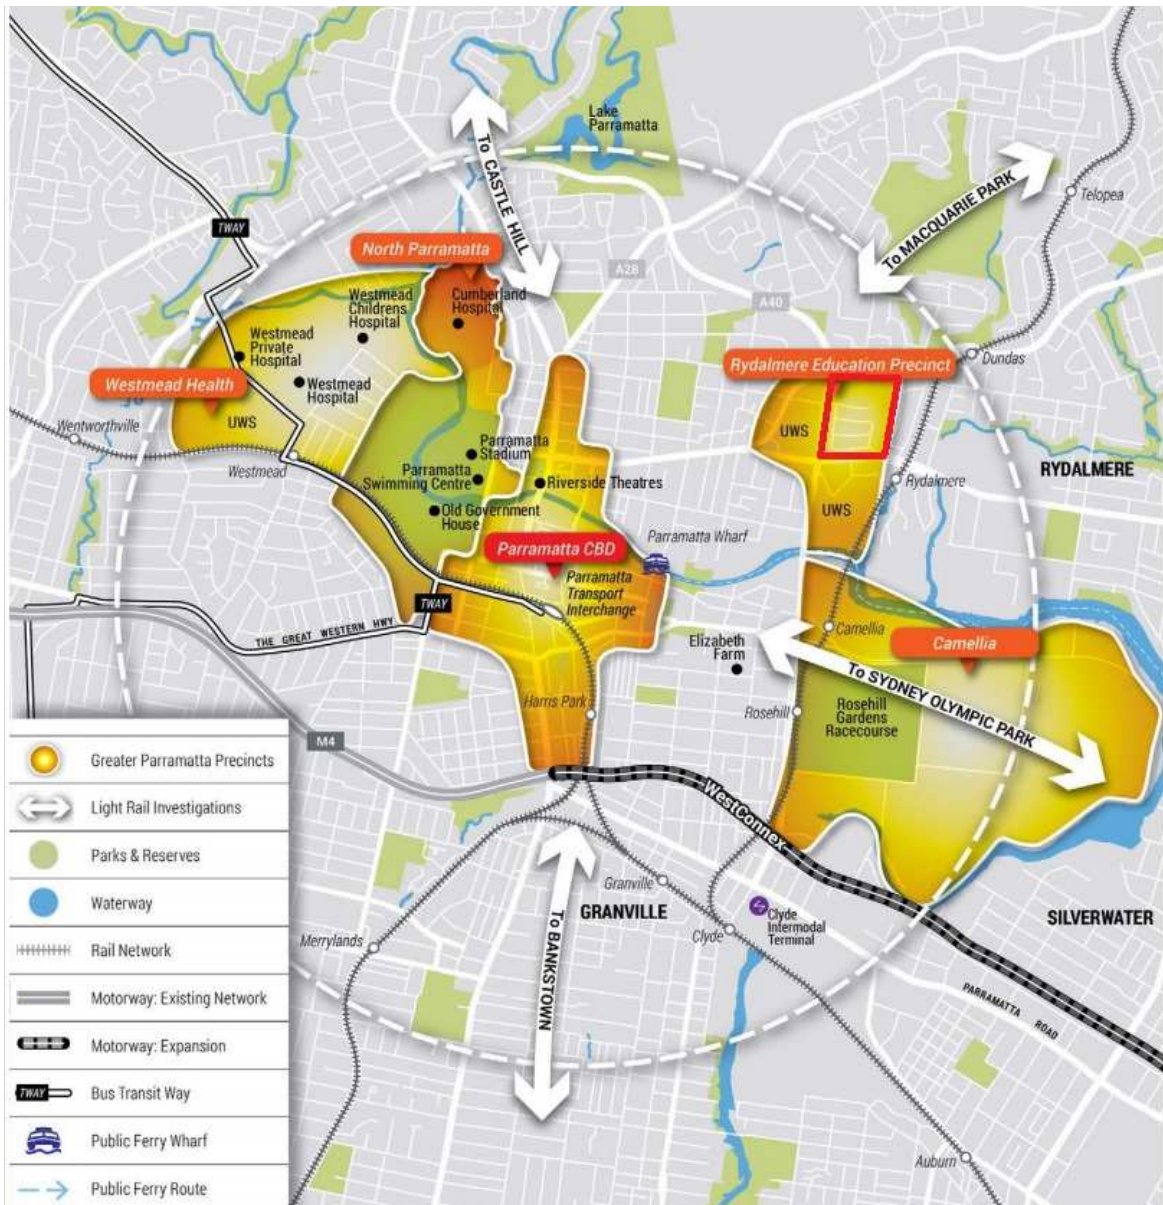 Lake
Parramatta
To CASTLE HILL
To MACQUARIE PARK
Telopea
TWAY
North Parramatta
A28
A40
Westmead
Childrens
Hospital
Cumberland
Hospital
Westmead
Private
Hospital
Dundas
Rydalmere Education Precinct
Westmead Health
Westmead
Hospital
UWS
UWS
Wentworthville
Westmead
Parramatta
Stadium
Parramatta
Swimming Centre
Riverside Theatres
Rydalmere
RYDALMERE
Old Government
House
UWS
Parramatta Wharf
Parramatta CBD
Parramatta
Transport
Interchange
TWAY
THE GREAT WESTERN HWY
Camellia
Elizabeth
Farm
Camellia
To SYDNEY OLYMPIC PARK
Harris Park
Rosehill
Rosehill
Gardens
Racecourse
M4
WestConnex
Granville
GRANVILLE
Clyde
Clyde
Intermodal
Terminal
SILVERWATER
Merrylands
To BANKSTOWN
PARRAMATTA ROAD
Auburn
Greater Parramatta Precincts
Light Rail Investigations
Parks & Reserves
Waterway
Rail Network
Motorway: Existing Network
Motorway: Expansion
TWAY
Bus Transit Way
Public Ferry Wharf
Public Ferry Route